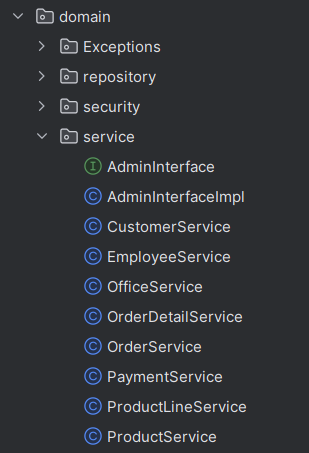 domain
Exceptions
repository
security
service
I AdminInterface
C AdminInterfaceImpl
C CustomerService
C EmployeeService
C OfficeService
C OrderDetailService
C OrderService
C PaymentService
C ProductLineService
C ProductService